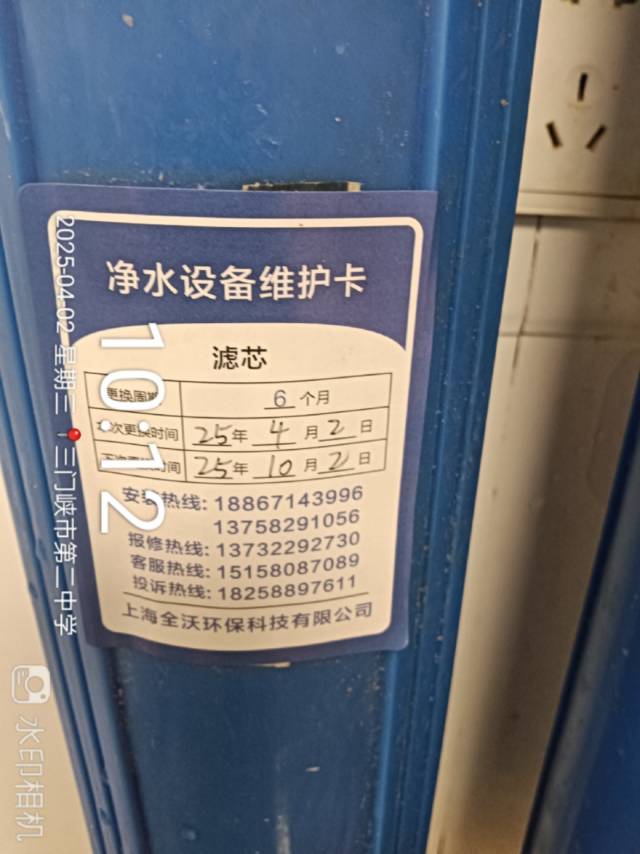 净水设备维护卡
滤芯
更换周期 6 个月
本次更换时间 25年 4 月 2 日
下次更换时间 25年 10 月 2 日
安装热线: 18867143996
13758291056
报修热线: 13732292730
客服热线: 15158087089
投诉热线: 18258897611
上海全沃环保科技有限公司
10:12
2025-04-02 星期三
三门峡市第二中学
水印相机